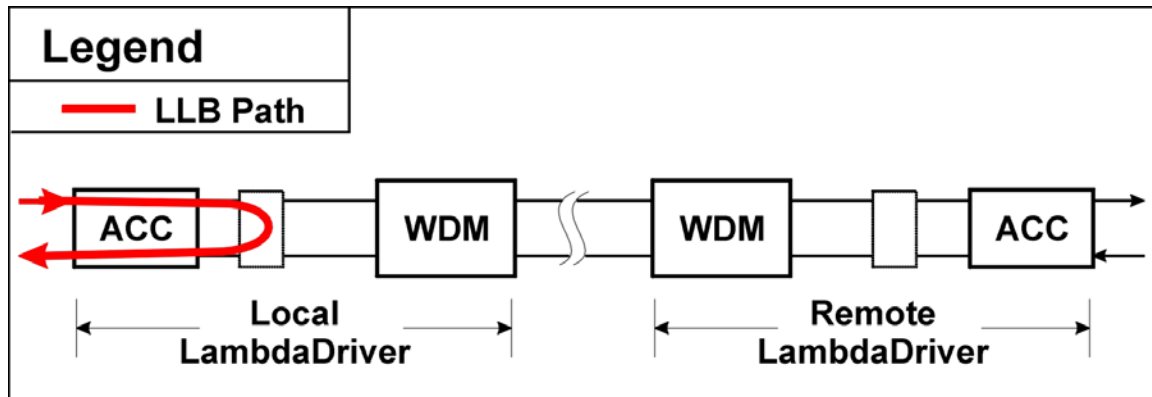 Legend
LLB Path
ACC
WDM
WDM
ACC
Local
LambdaDriver
Remote
LambdaDriver